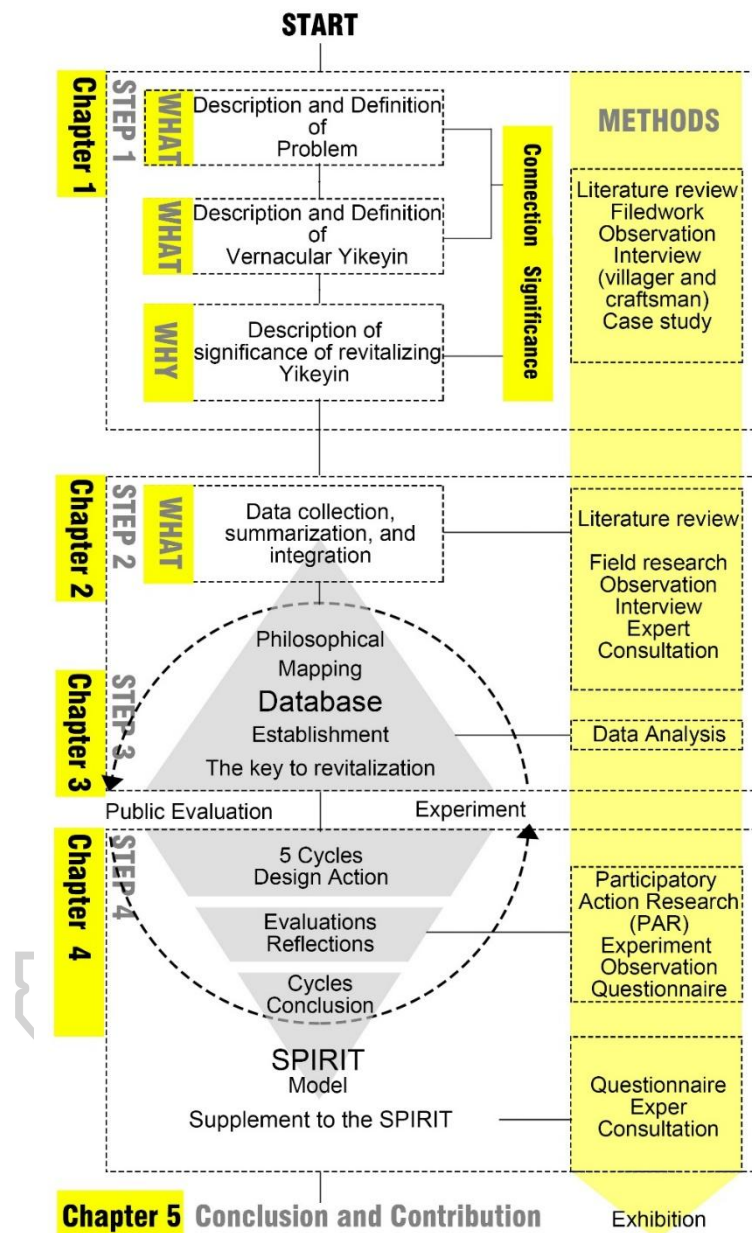 START
Chapter 1
STEP 1
WHAT
Description and Definition
of
Problem
WHAT
Description and Definition
of
Vernacular Yikeyin
WHY
Description of
significance of revitalizing
Yikeyin
Connection Significance
METHODS
Literature review
Filedwork
Observation
Interview
(villager and
craftsman)
Case study
Chapter 2
STEP 2
WHAT
Data collection,
summarization, and
integration
Literature review
Field research
Observation
Interview
Expert
Consultation
Chapter 3
STEP 3
Philosophical
Mapping
Database
Establishment
The key to revitalization
Data Analysis
Public Evaluation
Experiment
Chapter 4
STEP 4
5 Cycles
Design Action
Evaluations
Reflections
Cycles
Conclusion
SPIRIT
Model
Supplement to the SPIRIT
Participatory
Action Research
(PAR)
Experiment
Observation
Questionnaire
Questionnaire
Exper
Consultation
Chapter 5 Conclusion and Contribution
Exhibition